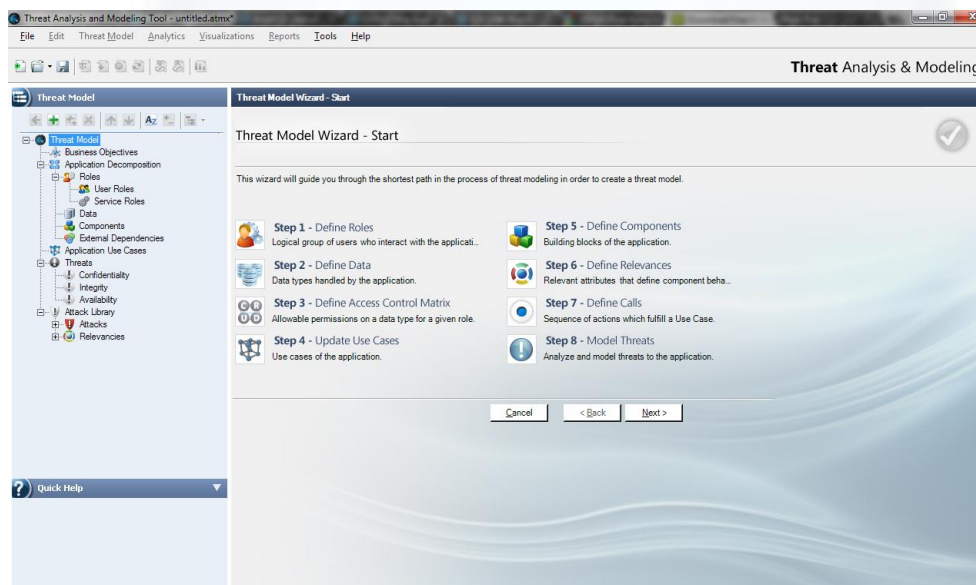 Threat Analysis and Modeling Tool - untitled.atmx*
File Edit Threat Model Analytics Visualizations Reports Tools Help
Threat Analysis & Modeling
Threat Model
AZ
Threat Model
Business Objectives
Application Decomposition
Roles
User Roles
Service Roles
Data
Components
External Dependencies
Application Use Cases
Threats
Confidentiality
Integrity
Availability
Attack Library
Attacks
Relevancies
Quick Help
Threat Model Wizard - Start
Threat Model Wizard - Start
This wizard will guide you through the shortest path in the process of threat modeling in order to create a threat model.
Step 1 - Define Roles
Logical group of users who interact with the applicati...
Step 2 - Define Data
Data types handled by the application.
Step 3 - Define Access Control Matrix
Allowable permissions on a data type for a given role.
Step 4 - Update Use Cases
Use cases of the application.
Step 5 - Define Components
Building blocks of the application.
Step 6 - Define Relevances
Relevant attributes that define component beha...
Step 7 - Define Calls
Sequence of actions which fulfill a Use Case.
Step 8 - Model Threats
Analyze and model threats to the application.
Cancel < Back Next >